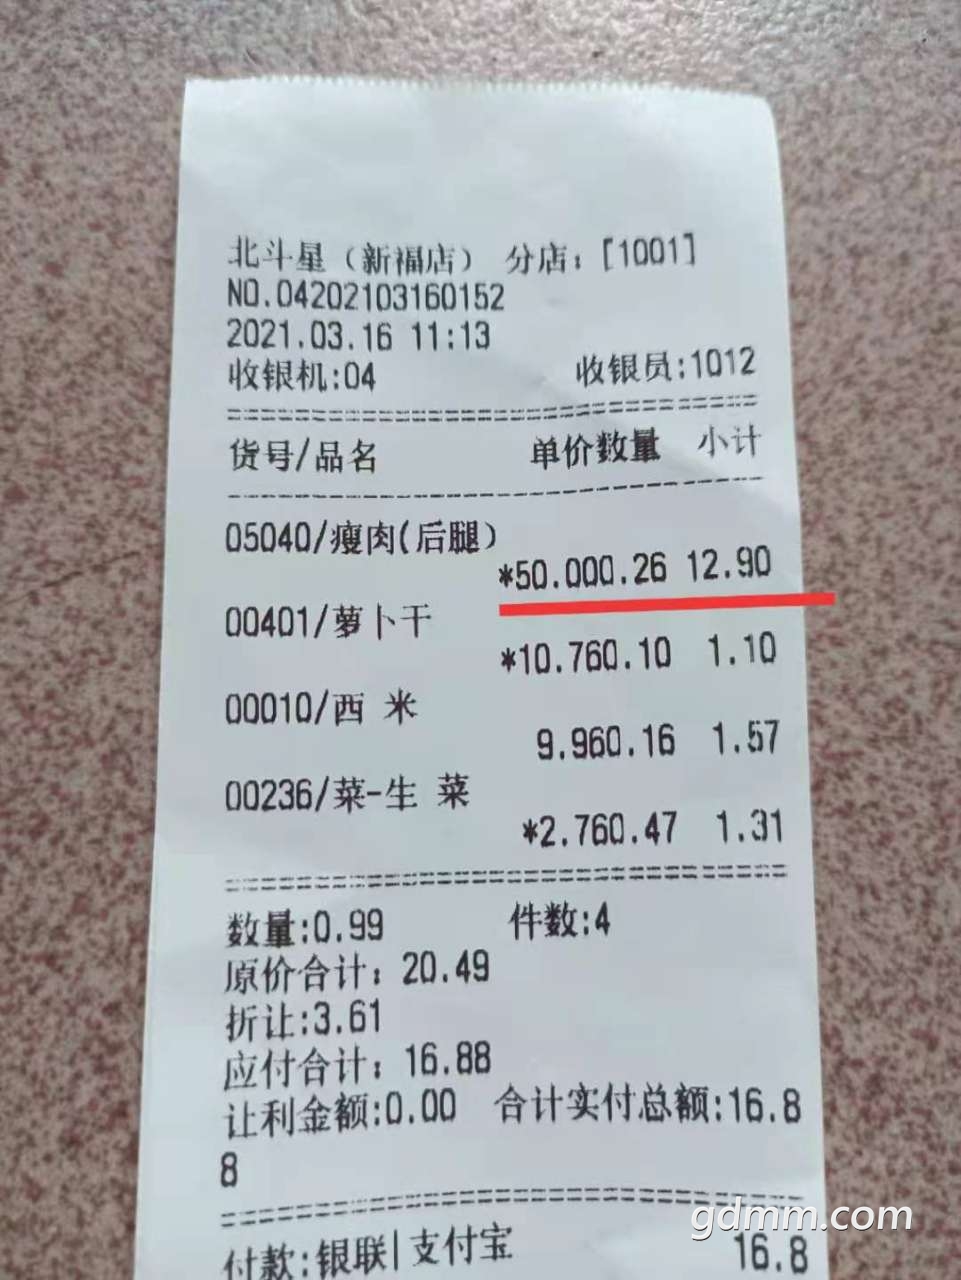 北斗星（新福店） 分店：[1001]
NO.04202103160152
2021.03.16 11:13
收银机:04 收银员:1012
货号/品名 单价数量 小计
05040/瘦肉(后腿)
*50.000.26 12.90
00401/萝卜干
*10.760.10 1.10
00010/西 米
9.960.16 1.57
00236/菜-生 菜
*2.760.47 1.31
数量:0.99 件数:4
原价合计：20.49
折让:3.61
应付合计：16.88
让利金额:0.00 合计实付总额:16.8
8
付款:银联|支付宝 16.8
gdmm.com